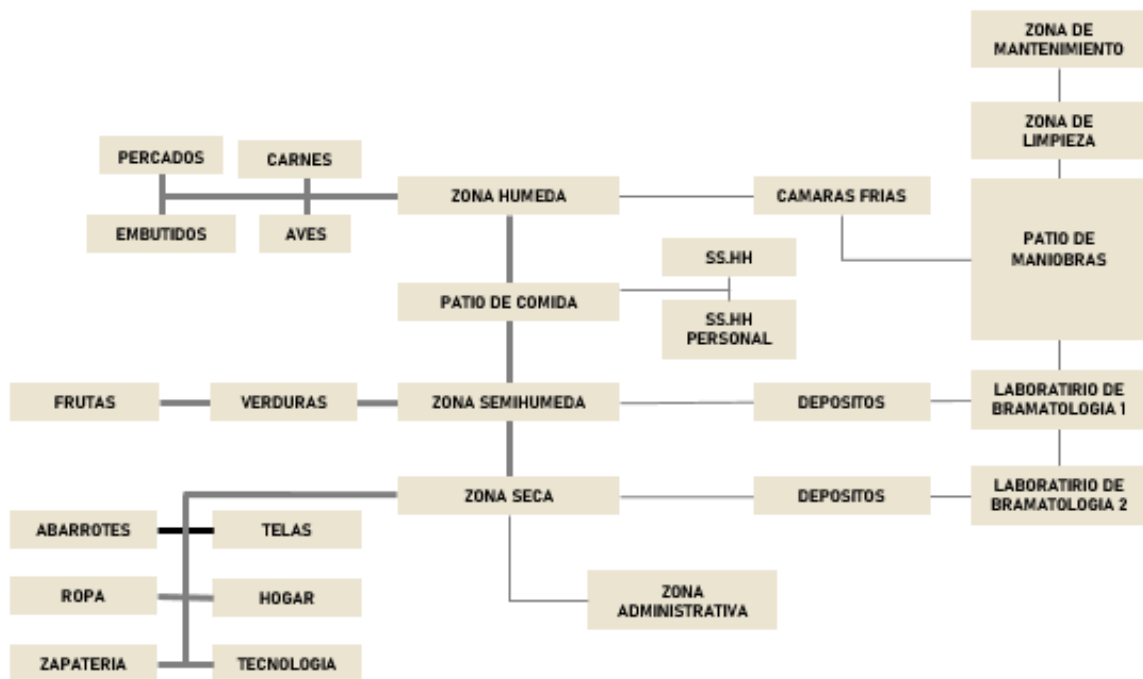 ZONA DE
MANTENIMIENTO
ZONA DE
LIMPIEZA
PERCADOS
CARNES
ZONA HUMEDA
CAMARAS FRIAS
EMBUTIDOS
AVES
PATIO DE
MANIOBRAS
SS.HH
PATIO DE COMIDA
SS.HH
PERSONAL
FRUTAS
VERDURAS
ZONA SEMIHUMEDA
DEPOSITOS
LABORATIRIO DE
BRAMATOLOGIA 1
ZONA SECA
DEPOSITOS
LABORATIRIO DE
BRAMATOLOGIA 2
ABARROTES
TELAS
ROPA
HOGAR
ZONA
ADMINISTRATIVA
ZAPATERIA
TECNOLOGIA